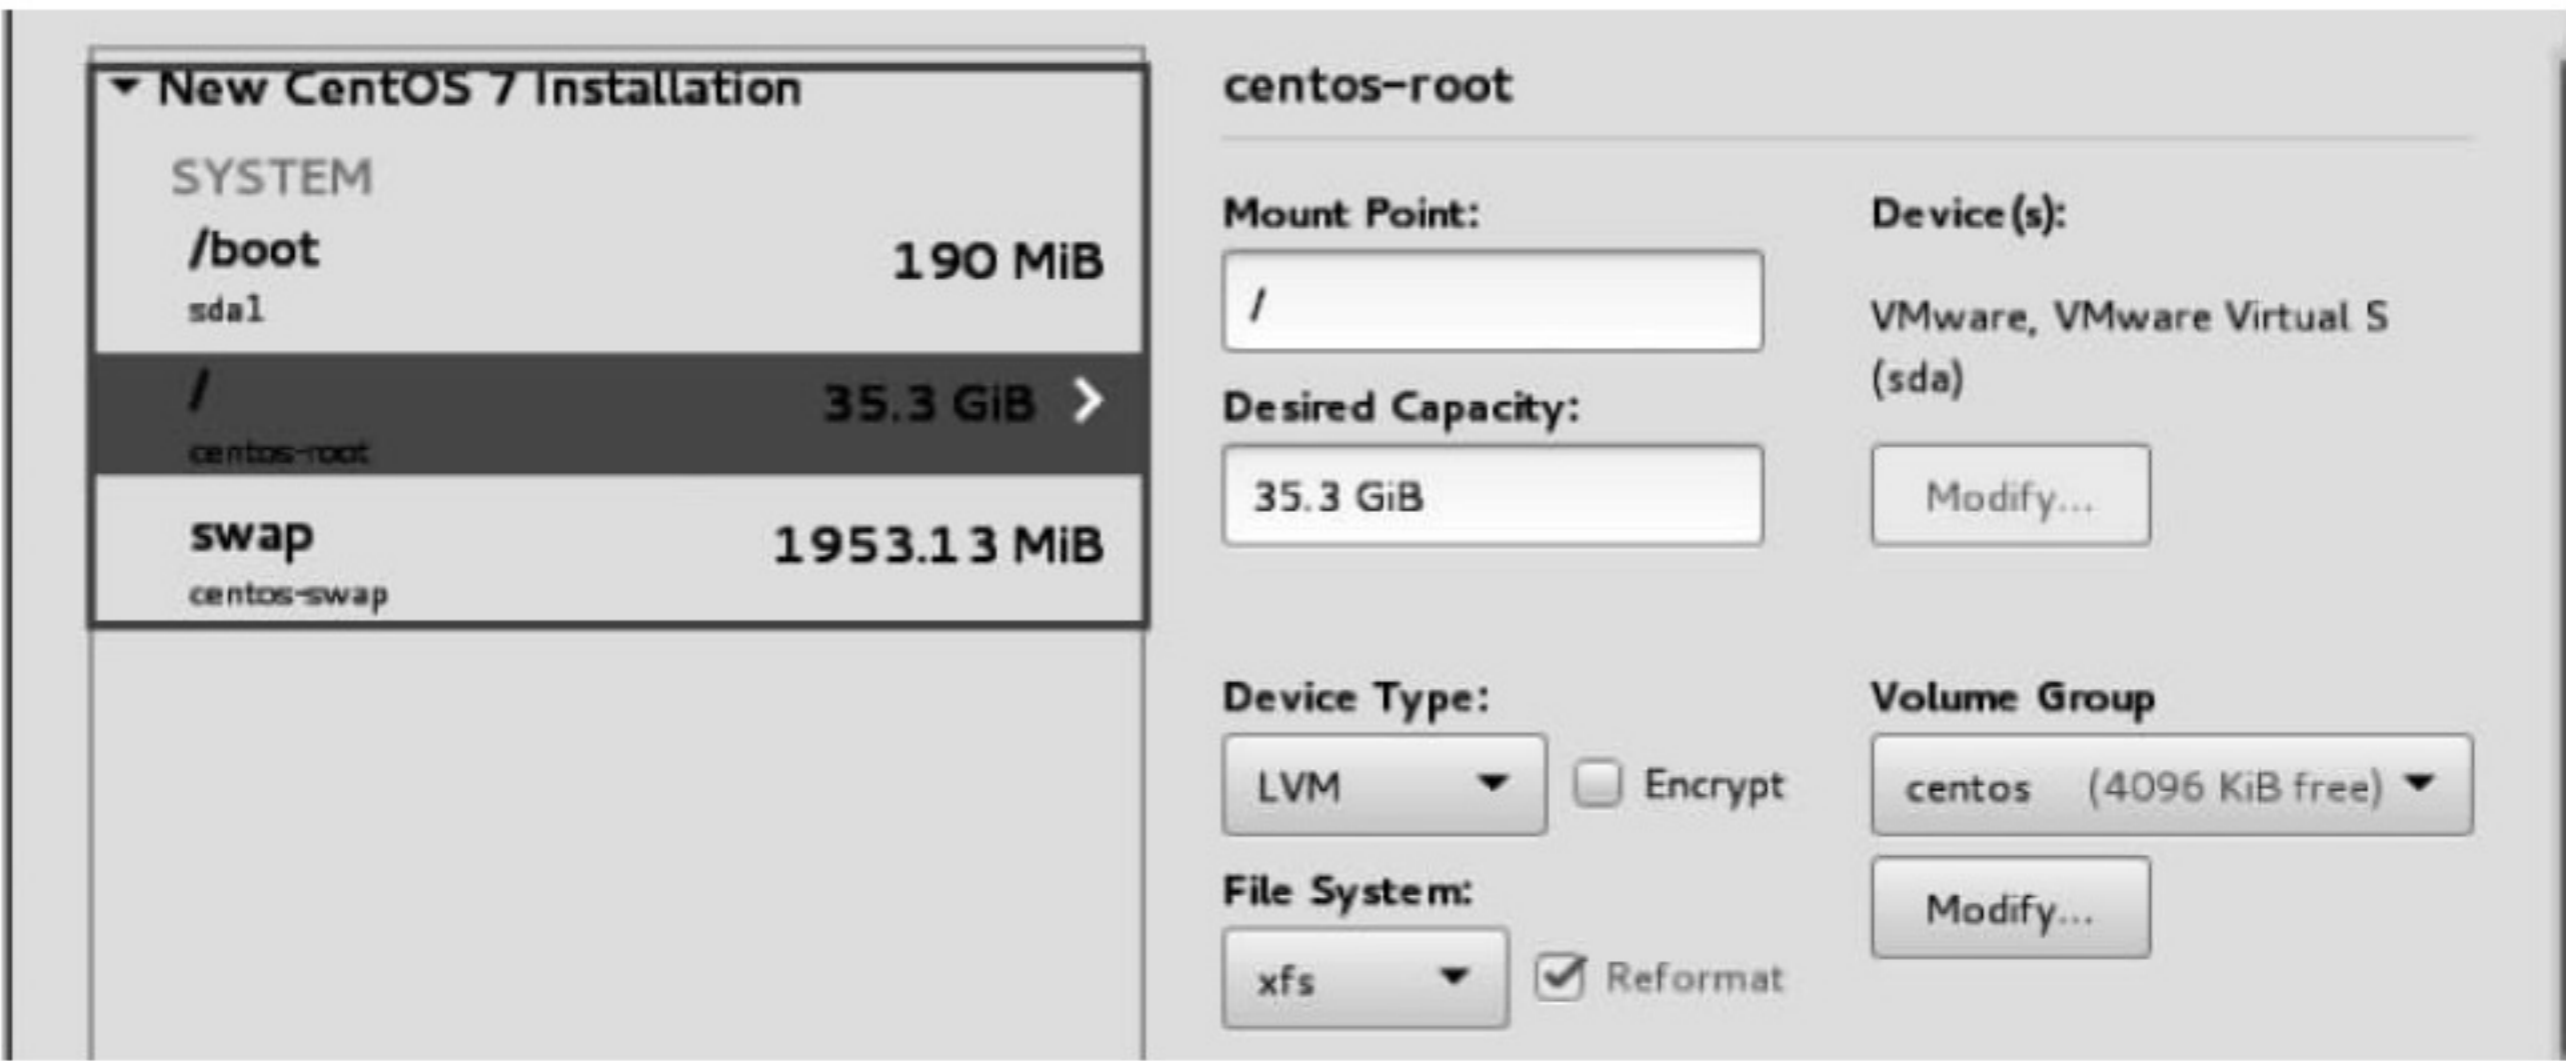 New CentOS 7 Installation
SYSTEM
/boot
190 MiB
sda1
/
35.3 GiB
centos-root
swap
1953.13 MiB
centos-swap
centos-root
Mount Point:
/
Device(s):
VMware, VMware Virtual S
(sda)
Desired Capacity:
35.3 GiB
Modify...
Device Type:
LVM
Encrypt
Volume Group
centos (4096 KiB free)
Modify...
File System:
xfs
Reformat